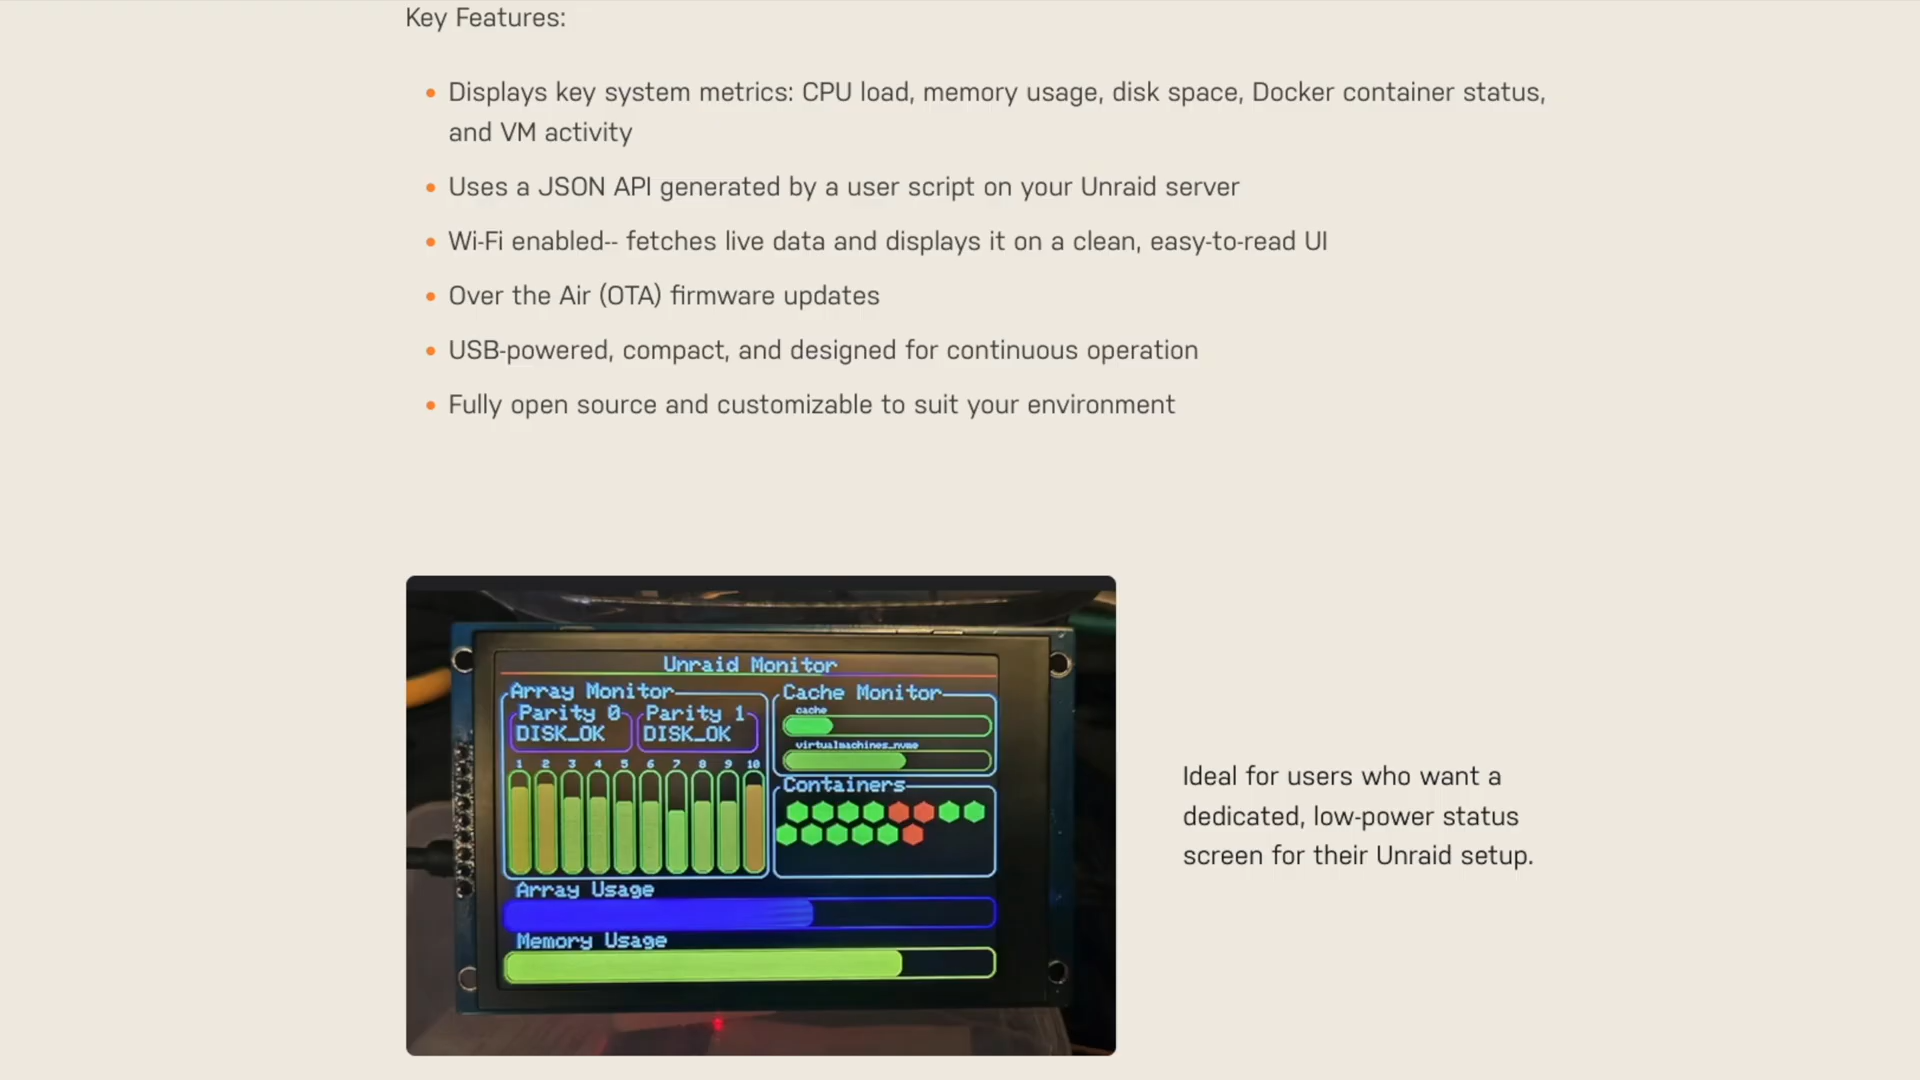 Key Features:
Displays key system metrics: CPU load, memory usage, disk space, Docker container status,
and VM activity
Uses a JSON API generated by a user script on your Unraid server
Wi-Fi enabled-- fetches live data and displays it on a clean, easy-to-read UI
Over the Air (OTA) firmware updates
USB-powered, compact, and designed for continuous operation
Fully open source and customizable to suit your environment
Unraid Monitor
Array Monitor
Parity 0 Parity 1
DISK_OK DISK_OK
1 2 3 4 5 6 7 8 9 10
Cache Monitor
cache
virtualmachines_nvme
Containers
Array Usage
Memory Usage
Ideal for users who want a
dedicated, low-power status
screen for their Unraid setup.